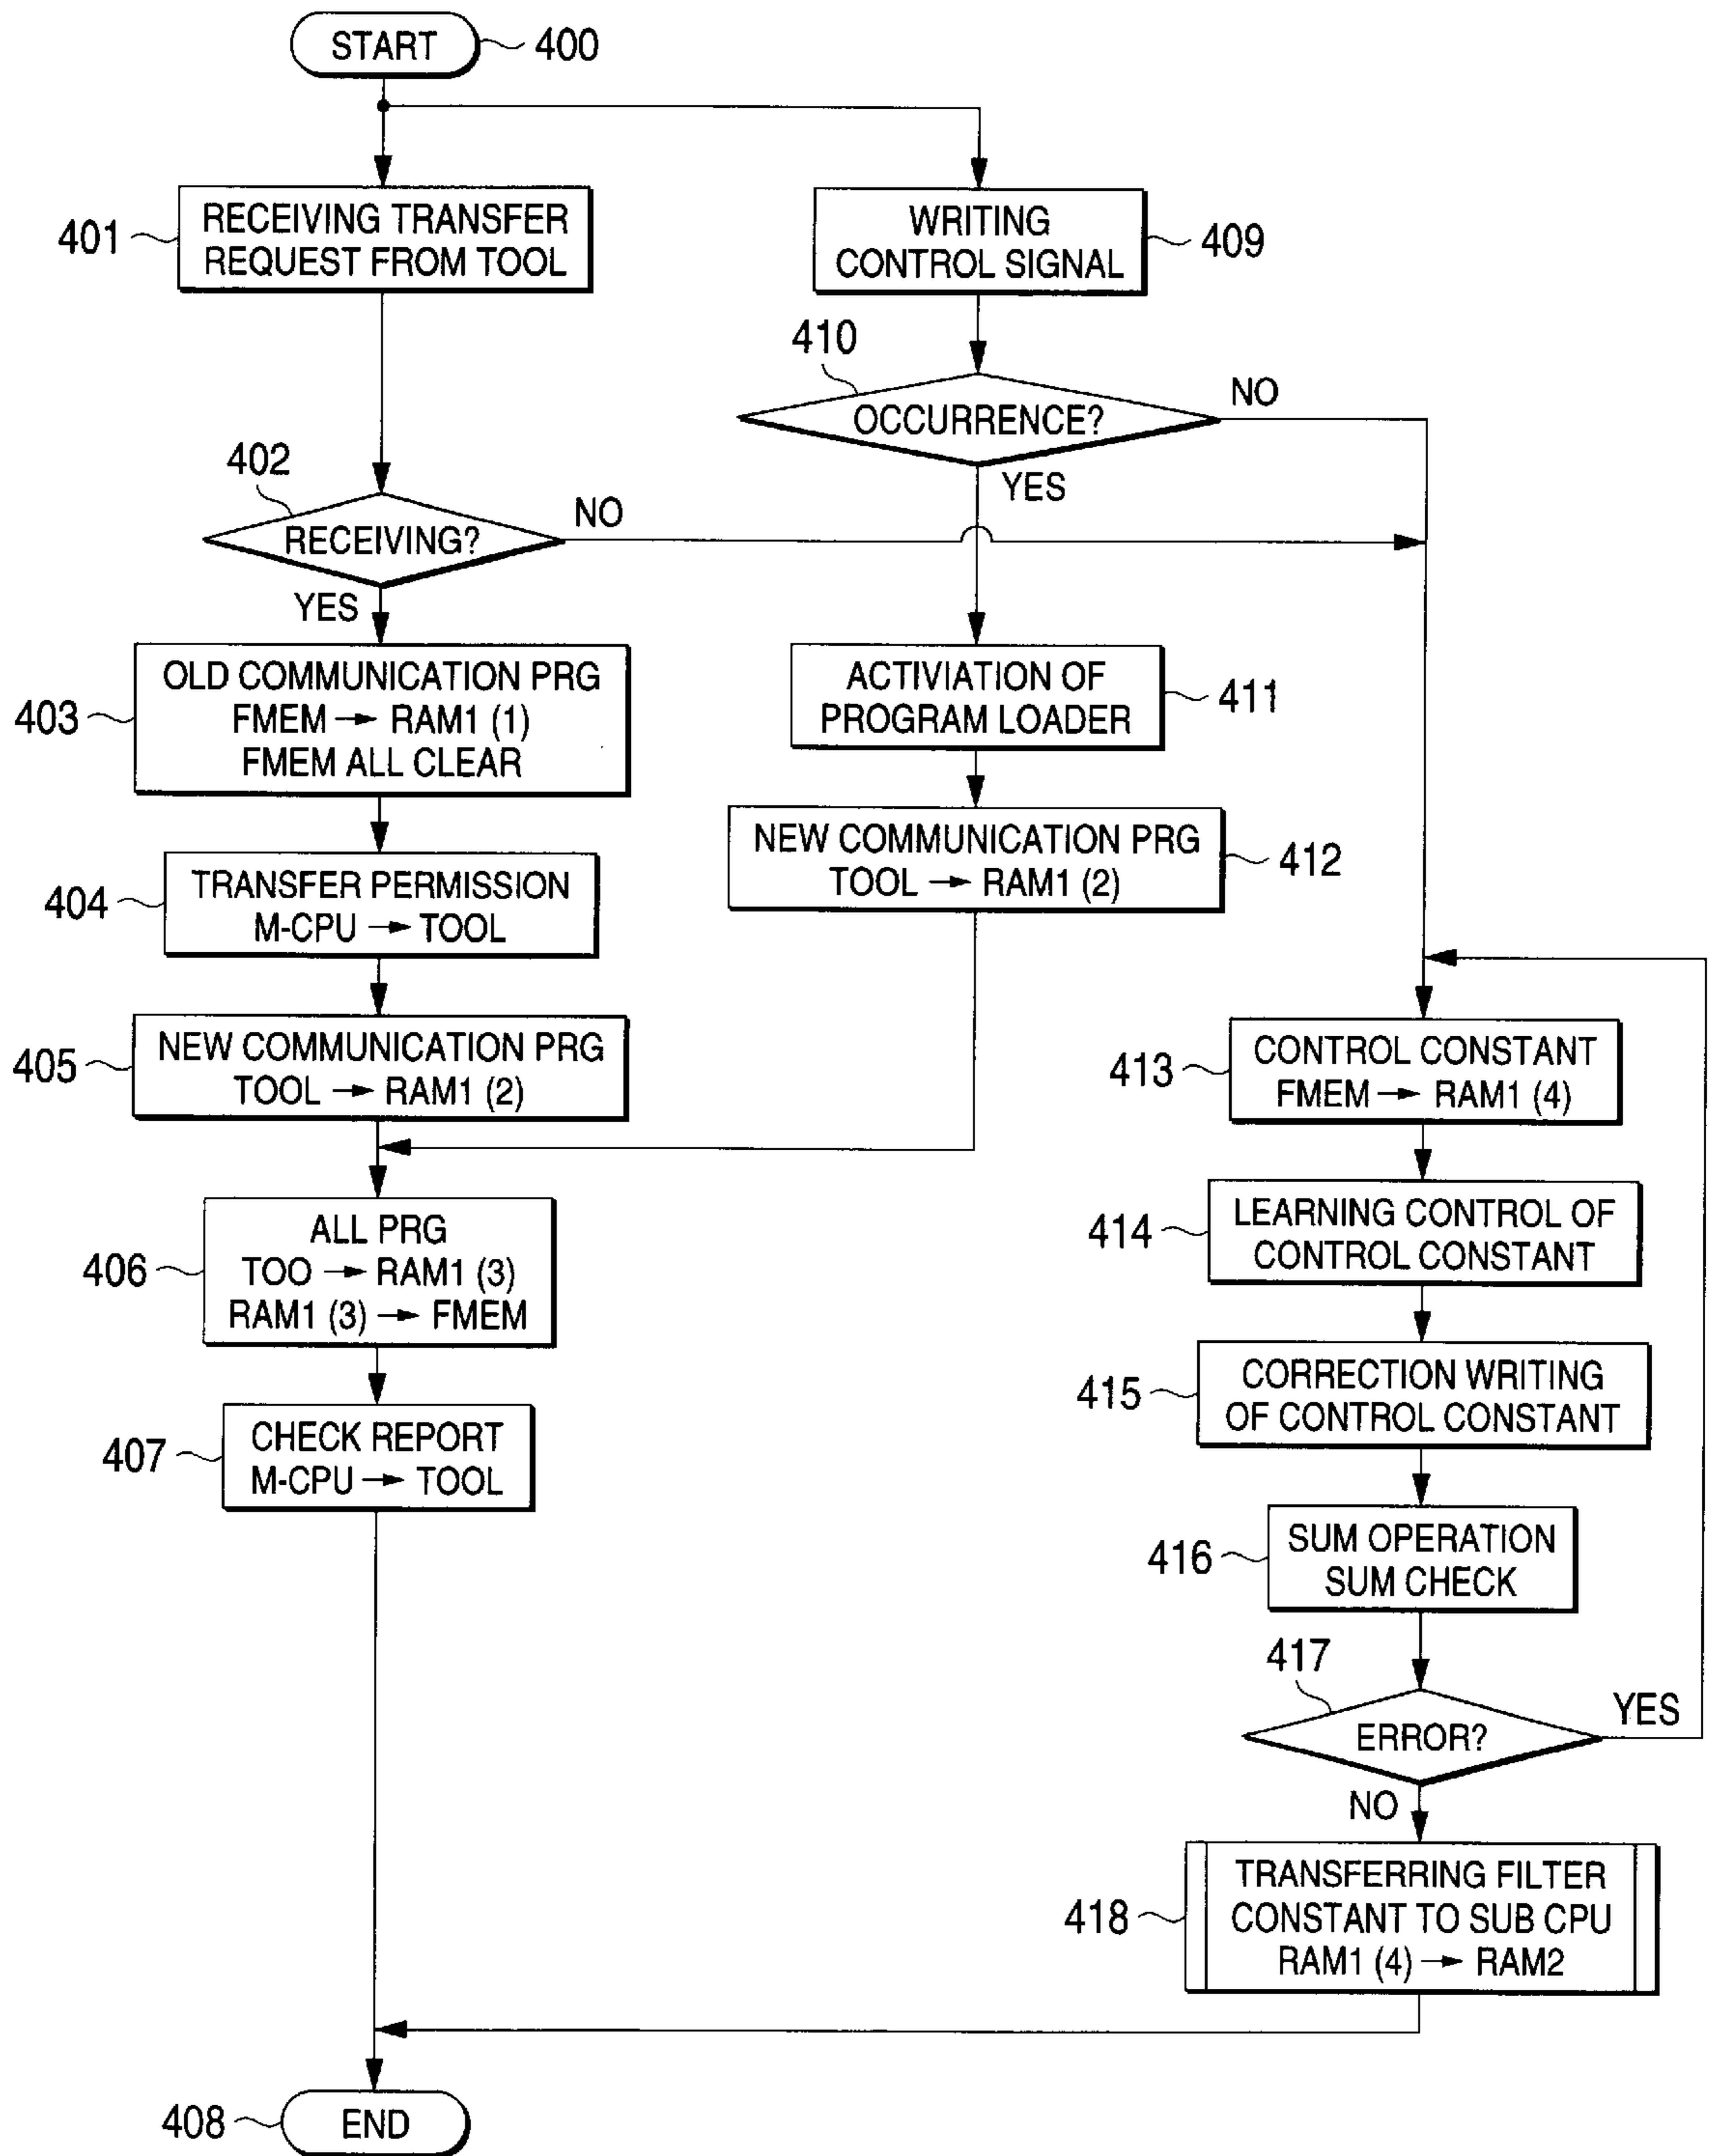 START
400
401
RECEIVING TRANSFER
REQUEST FROM TOOL
WRITING
CONTROL SIGNAL
409
410
OCCURRENCE?
NO
YES
402
RECEIVING?
NO
YES
403
OLD COMMUNICATION PRG
FMEM → RAM1 (1)
FMEM ALL CLEAR
ACTIVIATION OF
PROGRAM LOADER
411
404
TRANSFER PERMISSION
M-CPU → TOOL
NEW COMMUNICATION PRG
TOOL → RAM1 (2)
412
405
NEW COMMUNICATION PRG
TOOL → RAM1 (2)
413
CONTROL CONSTANT
FMEM → RAM1 (4)
406
ALL PRG
TOO → RAM1 (3)
RAM1 (3) → FMEM
414
LEARNING CONTROL OF
CONTROL CONSTANT
407
CHECK REPORT
M-CPU → TOOL
415
CORRECTION WRITING
OF CONTROL CONSTANT
416
SUM OPERATION
SUM CHECK
417
ERROR?
YES
NO
418
TRANSFERRING FILTER
CONSTANT TO SUB CPU
RAM1 (4) → RAM2
408
END